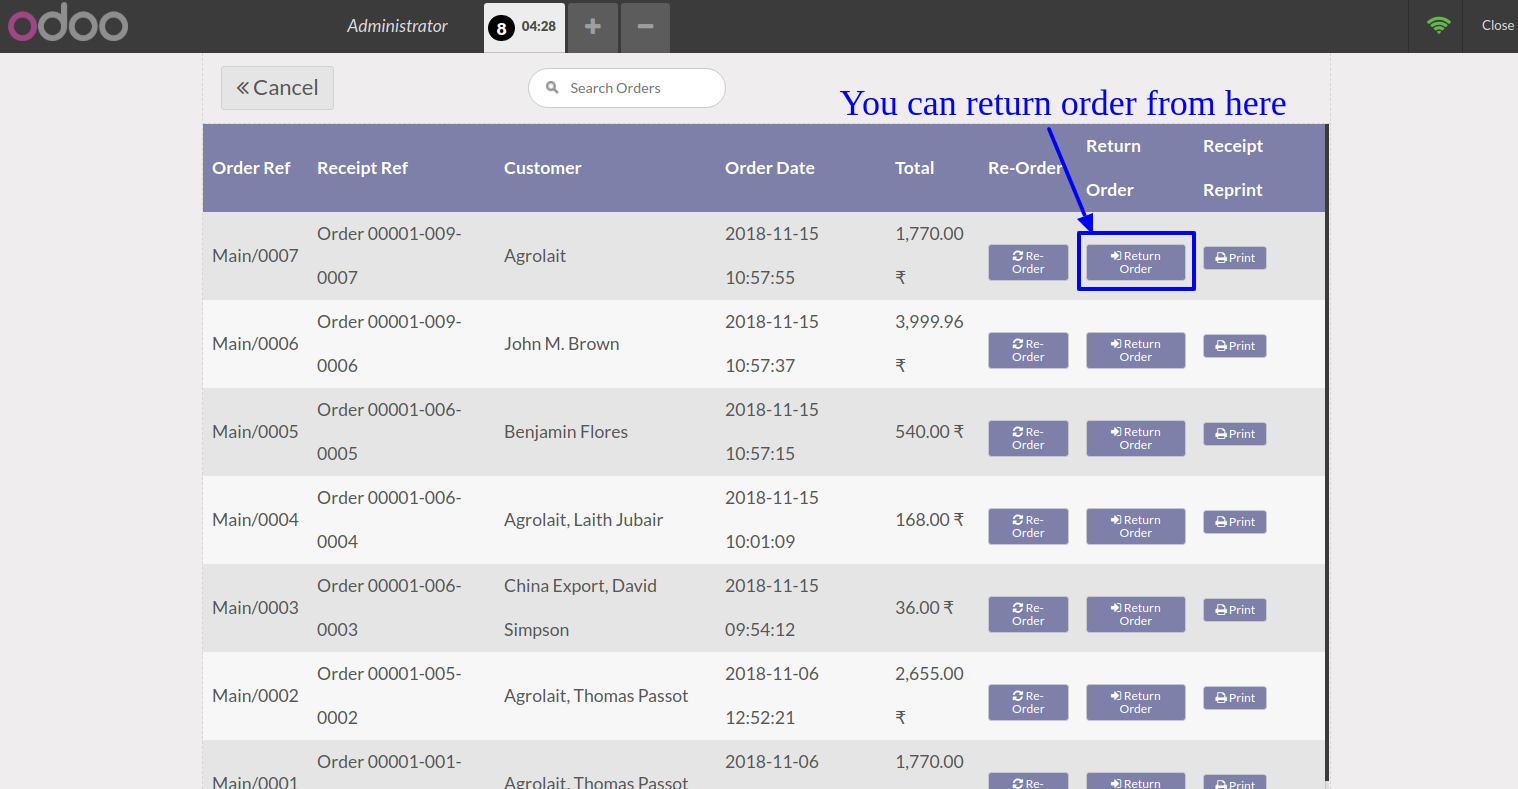 odoo Administrator 8 04:28 + − Close
« Cancel Search Orders
You can return order from here
Order Ref Receipt Ref Customer Order Date Total Re-Order Return Order Receipt Reprint
Main/0007 Order 00001-009-0007 Agrolait 2018-11-15 10:57:55 1,770.00 ₹ Re-Order Return Order Print
Main/0006 Order 00001-009-0006 John M. Brown 2018-11-15 10:57:37 3,999.96 ₹ Re-Order Return Order Print
Main/0005 Order 00001-006-0005 Benjamin Flores 2018-11-15 10:57:15 540.00 ₹ Re-Order Return Order Print
Main/0004 Order 00001-006-0004 Agrolait, Laith Jubair 2018-11-15 10:01:09 168.00 ₹ Re-Order Return Order Print
Main/0003 Order 00001-006-0003 China Export, David Simpson 2018-11-15 09:54:12 36.00 ₹ Re-Order Return Order Print
Main/0002 Order 00001-005-0002 Agrolait, Thomas Passot 2018-11-06 12:52:21 2,655.00 ₹ Re-Order Return Order Print
Main/0001 Order 00001-001- Agrolait, Thomas Passot 2018-11-06 1,770.00 Re- Return Print